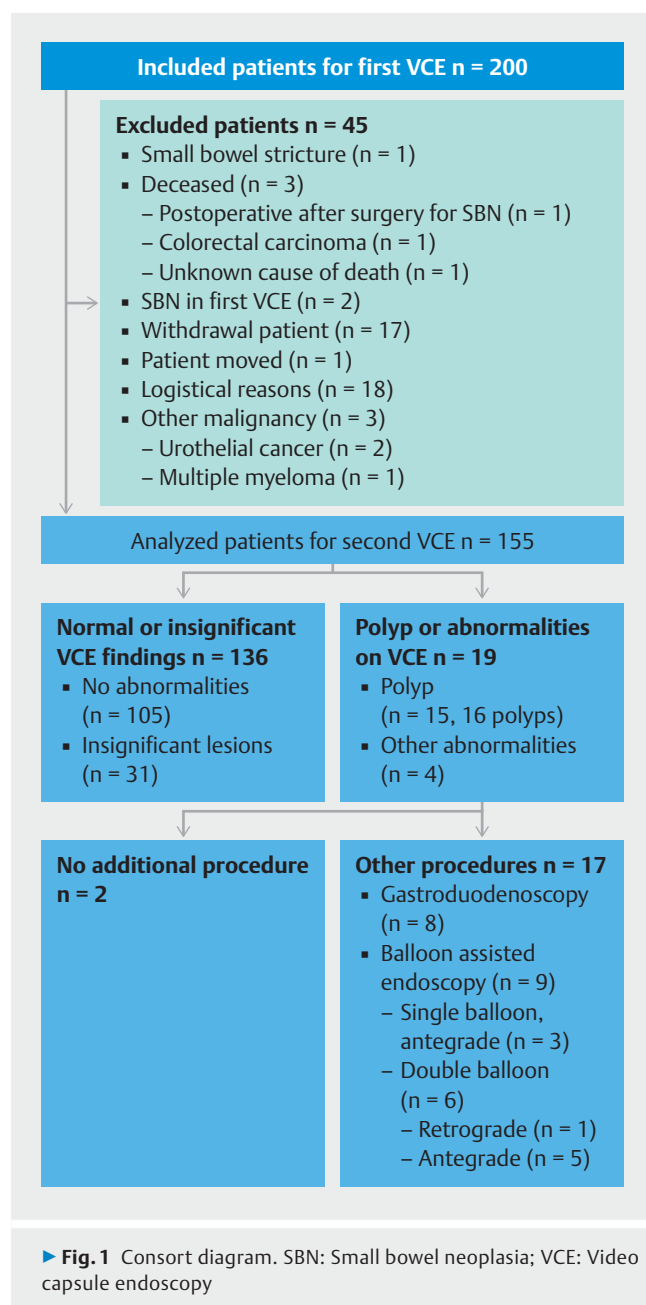 Included patients for first VCE n = 200
Excluded patients n = 45
▪ Small bowel stricture (n = 1)
▪ Deceased (n = 3)
– Postoperative after surgery for SBN (n = 1)
– Colorectal carcinoma (n = 1)
– Unknown cause of death (n = 1)
▪ SBN in first VCE (n = 2)
▪ Withdrawal patient (n = 17)
▪ Patient moved (n = 1)
▪ Logistical reasons (n = 18)
▪ Other malignancy (n = 3)
– Urothelial cancer (n = 2)
– Multiple myeloma (n = 1)
Analyzed patients for second VCE n = 155
Normal or insignificant
VCE findings n = 136
▪ No abnormalities
(n = 105)
▪ Insignificant lesions
(n = 31)
Polyp or abnormalities
on VCE n = 19
▪ Polyp
(n = 15, 16 polyps)
▪ Other abnormalities
(n = 4)
No additional procedure
n = 2
Other procedures n = 17
▪ Gastroduodenoscopy
(n = 8)
▪ Balloon assisted
endoscopy (n = 9)
– Single balloon,
antegrade (n = 3)
– Double balloon
(n = 6)
– Retrograde (n = 1)
– Antegrade (n = 5)
▶ Fig. 1 Consort diagram. SBN: Small bowel neoplasia; VCE: Video
capsule endoscopy